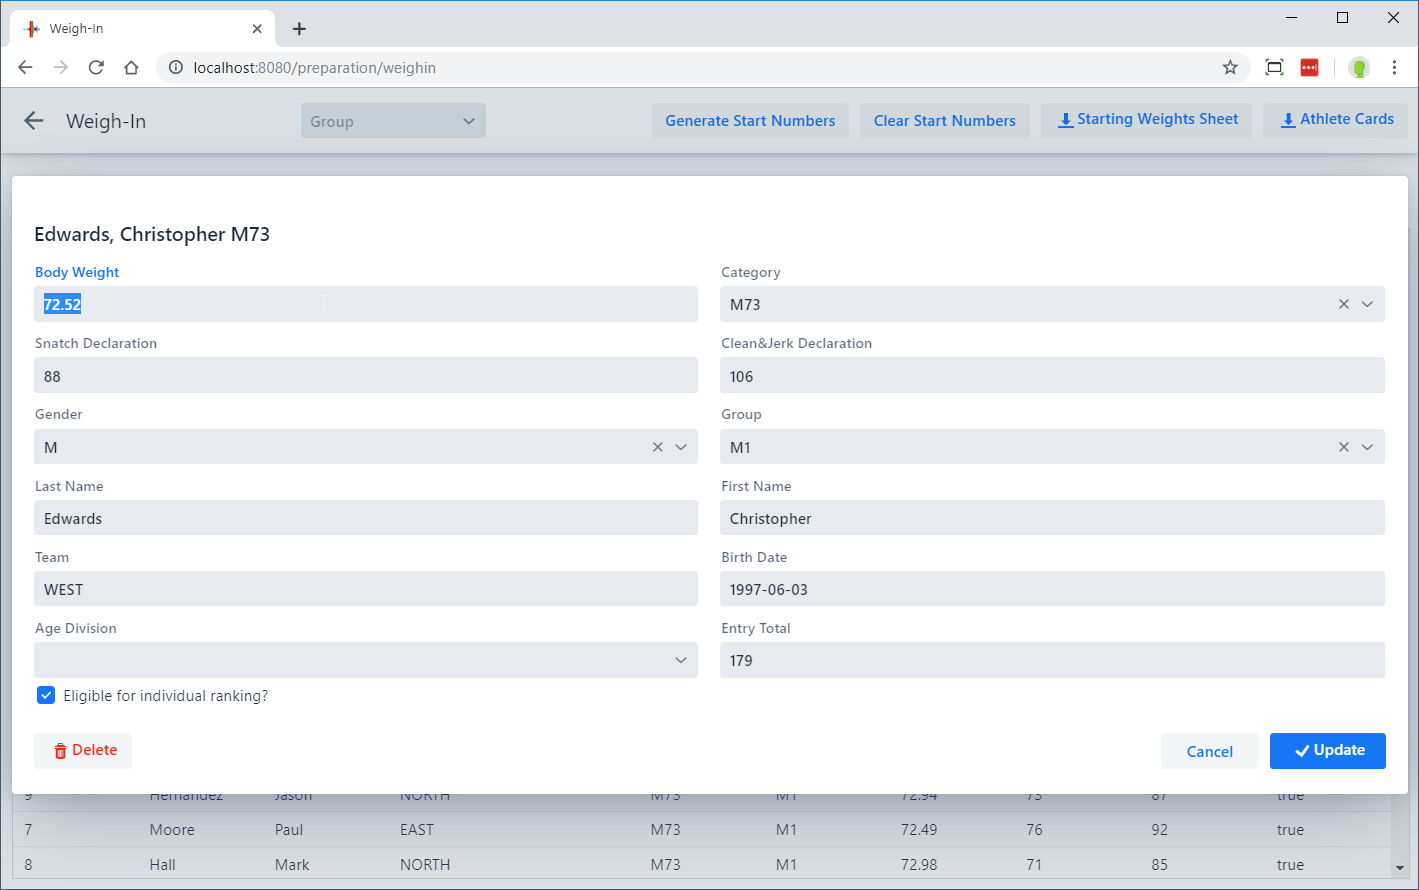 Weigh-In
localhost:8080/preparation/weighin
Weigh-In Group Generate Start Numbers Clear Start Numbers Starting Weights Sheet Athlete Cards
Edwards, Christopher M73
Body Weight Category
72.52 M73
Snatch Declaration Clean&Jerk Declaration
88 106
Gender Group
M M1
Last Name First Name
Edwards Christopher
Team Birth Date
WEST 1997-06-03
Age Division Entry Total
179
Eligible for individual ranking?
Delete Cancel Update
9 Hernandez Jason NORTH M73 M1 72.94 73 87 true
7 Moore Paul EAST M73 M1 72.49 76 92 true
8 Hall Mark NORTH M73 M1 72.98 71 85 true